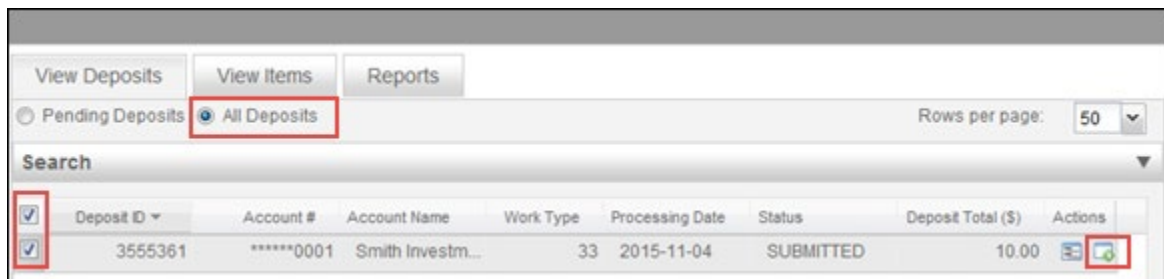 View Deposits View Items Reports
Pending Deposits All Deposits Rows per page: 50
Search
Deposit ID Account # Account Name Work Type Processing Date Status Deposit Total ($) Actions
3555361 ******0001 Smith Investm... 33 2015-11-04 SUBMITTED 10.00